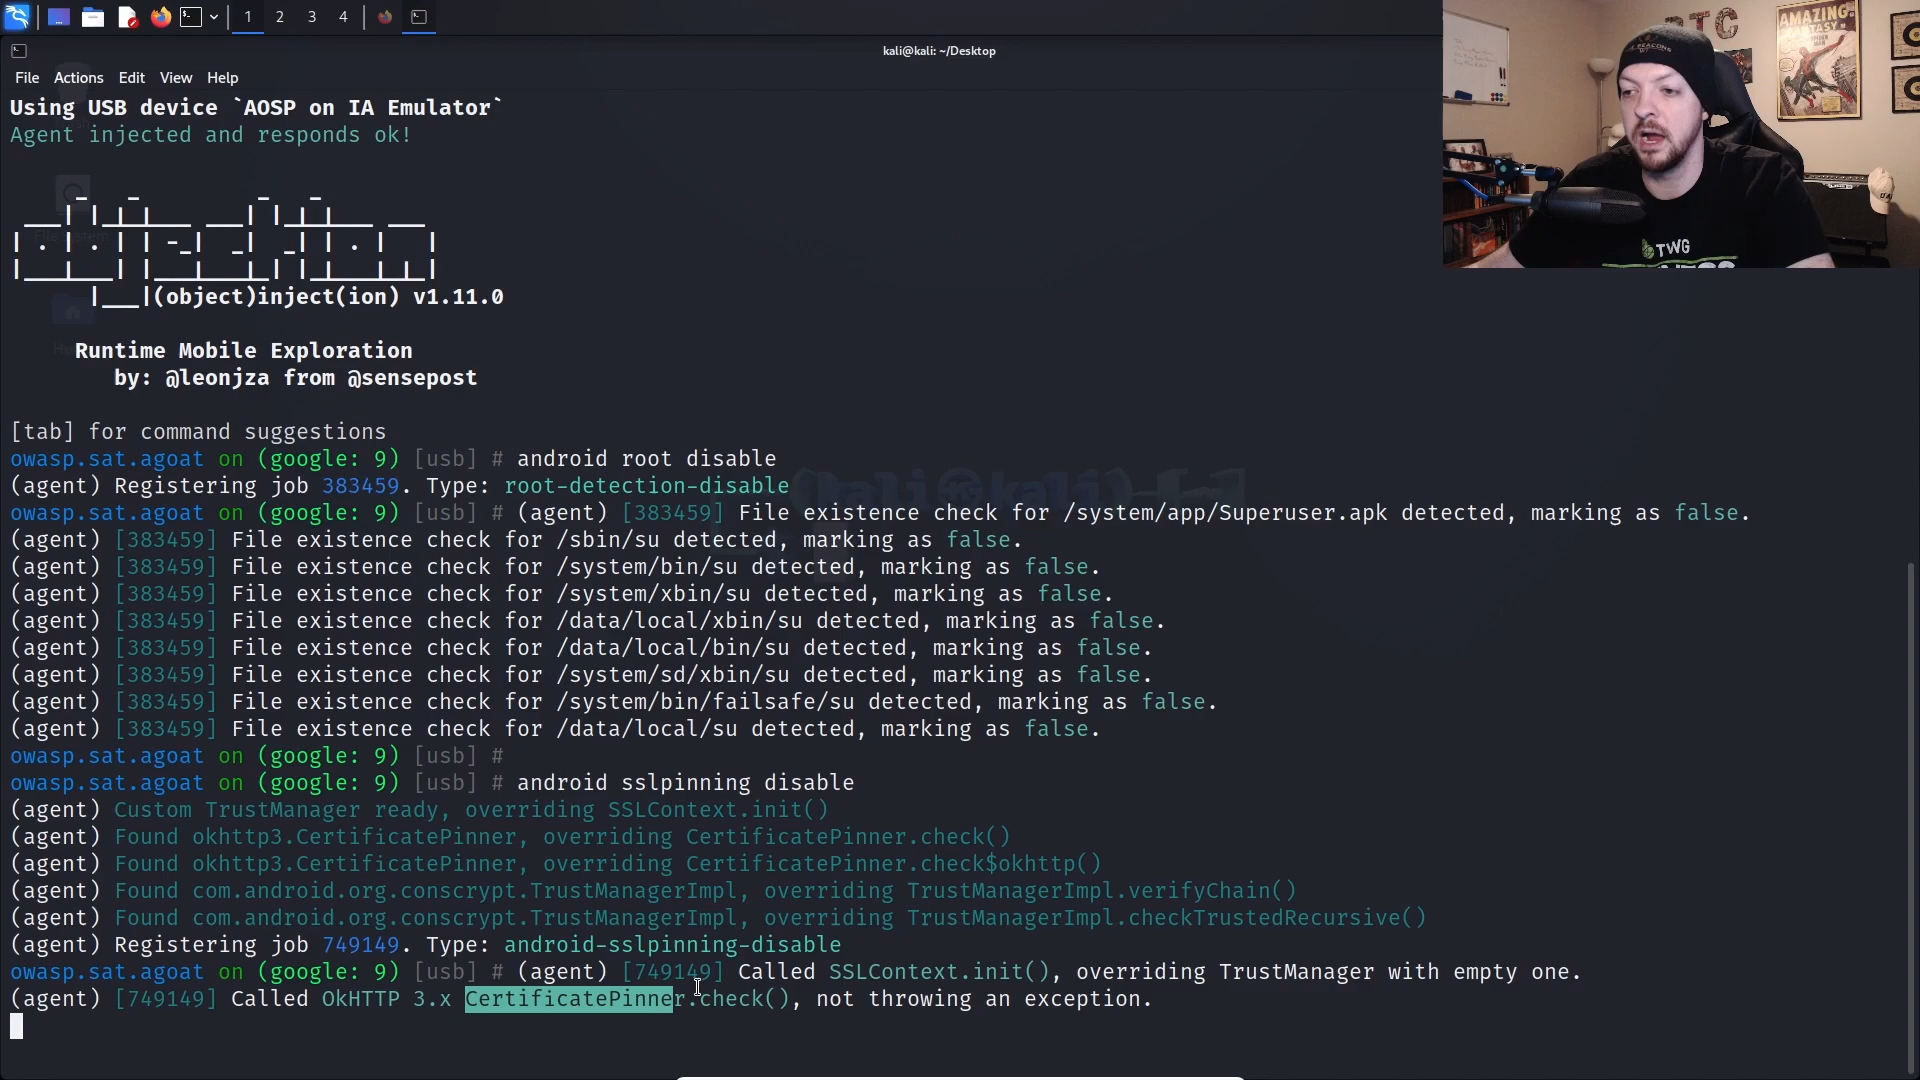 1 2 3 4
kali@kali: ~/Desktop
File Actions Edit View Help
Using USB device `AOSP on IA Emulator`
Agent injected and responds ok!
|___|(object)inject(ion) v1.11.0
Runtime Mobile Exploration
by: @leonjza from @sensepost
[tab] for command suggestions
owasp.sat.agoat on (google: 9) [usb] # android root disable
(agent) Registering job 383459. Type: root-detection-disable
owasp.sat.agoat on (google: 9) [usb] # (agent) [383459] File existence check for /system/app/Superuser.apk detected, marking as false.
(agent) [383459] File existence check for /sbin/su detected, marking as false.
(agent) [383459] File existence check for /system/bin/su detected, marking as false.
(agent) [383459] File existence check for /system/xbin/su detected, marking as false.
(agent) [383459] File existence check for /data/local/xbin/su detected, marking as false.
(agent) [383459] File existence check for /data/local/bin/su detected, marking as false.
(agent) [383459] File existence check for /system/sd/xbin/su detected, marking as false.
(agent) [383459] File existence check for /system/bin/failsafe/su detected, marking as false.
(agent) [383459] File existence check for /data/local/su detected, marking as false.
owasp.sat.agoat on (google: 9) [usb] #
owasp.sat.agoat on (google: 9) [usb] # android sslpinning disable
(agent) Custom TrustManager ready, overriding SSLContext.init()
(agent) Found okhttp3.CertificatePinner, overriding CertificatePinner.check()
(agent) Found okhttp3.CertificatePinner, overriding CertificatePinner.check$okhttp()
(agent) Found com.android.org.conscrypt.TrustManagerImpl, overriding TrustManagerImpl.verifyChain()
(agent) Found com.android.org.conscrypt.TrustManagerImpl, overriding TrustManagerImpl.checkTrustedRecursive()
(agent) Registering job 749149. Type: android-sslpinning-disable
owasp.sat.agoat on (google: 9) [usb] # (agent) [749149] Called SSLContext.init(), overriding TrustManager with empty one.
(agent) [749149] Called OkHTTP 3.x CertificatePinner.check(), not throwing an exception.
AMAZING
FANTASY
TWG